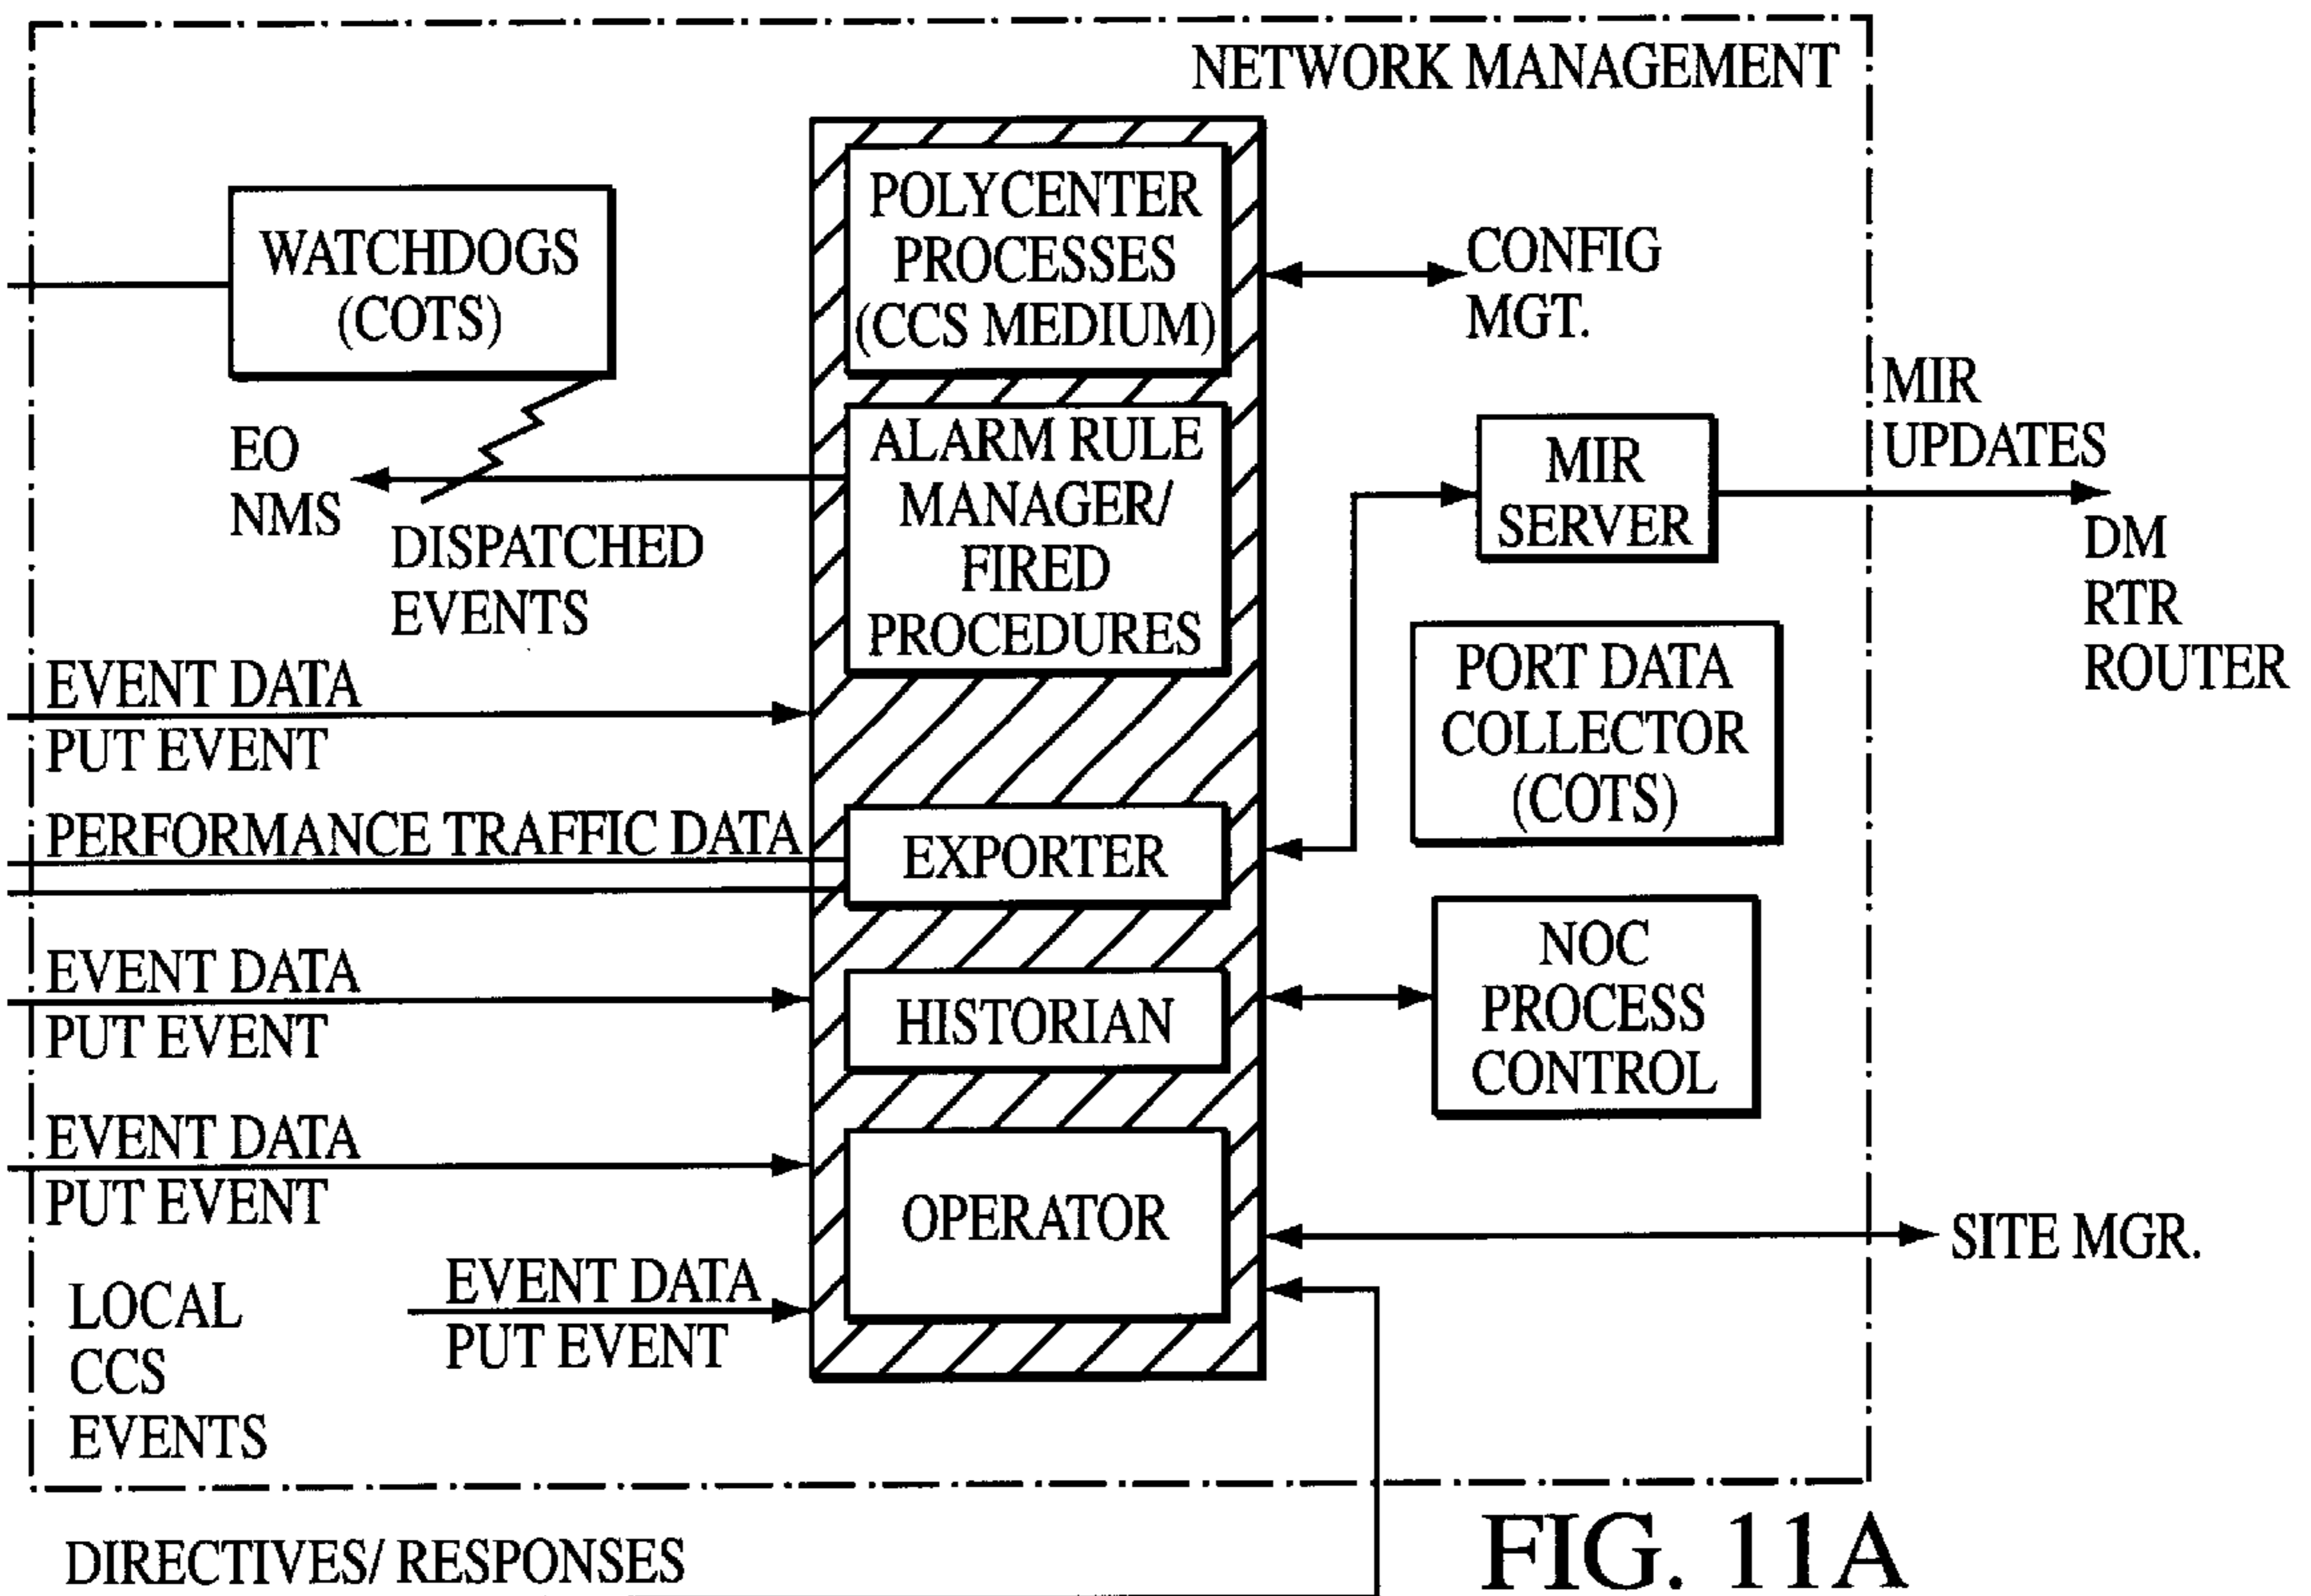 NETWORK MANAGEMENT
WATCHDOGS
(COTS)
POLYCENTER
PROCESSES
(CCS MEDIUM)
CONFIG
MGT.
EO
NMS
DISPATCHED
EVENTS
ALARM RULE
MANAGER/
FIRED
PROCEDURES
MIR
SERVER
MIR
UPDATES
DM
RTR
ROUTER
EVENT DATA
PUT EVENT
PORT DATA
COLLECTOR
(COTS)
PERFORMANCE TRAFFIC DATA
EXPORTER
EVENT DATA
PUT EVENT
HISTORIAN
NOC
PROCESS
CONTROL
EVENT DATA
PUT EVENT
OPERATOR
SITE MGR.
LOCAL
CCS
EVENTS
EVENT DATA
PUT EVENT
DIRECTIVES/ RESPONSES
FIG. 11A